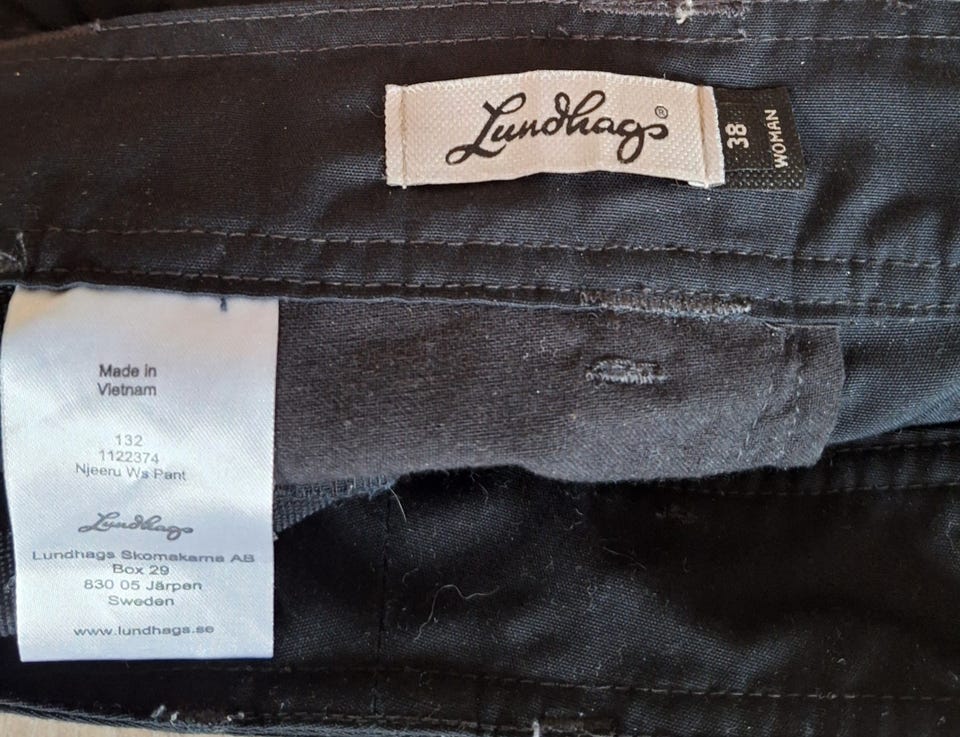 Lundhags®
38
WOMAN
Made in
Vietnam
132
1122374
Njeeru Ws Pant
Lundhags
Lundhags Skomakarna AB
Box 29
830 05 Järpen
Sweden
www.lundhags.se